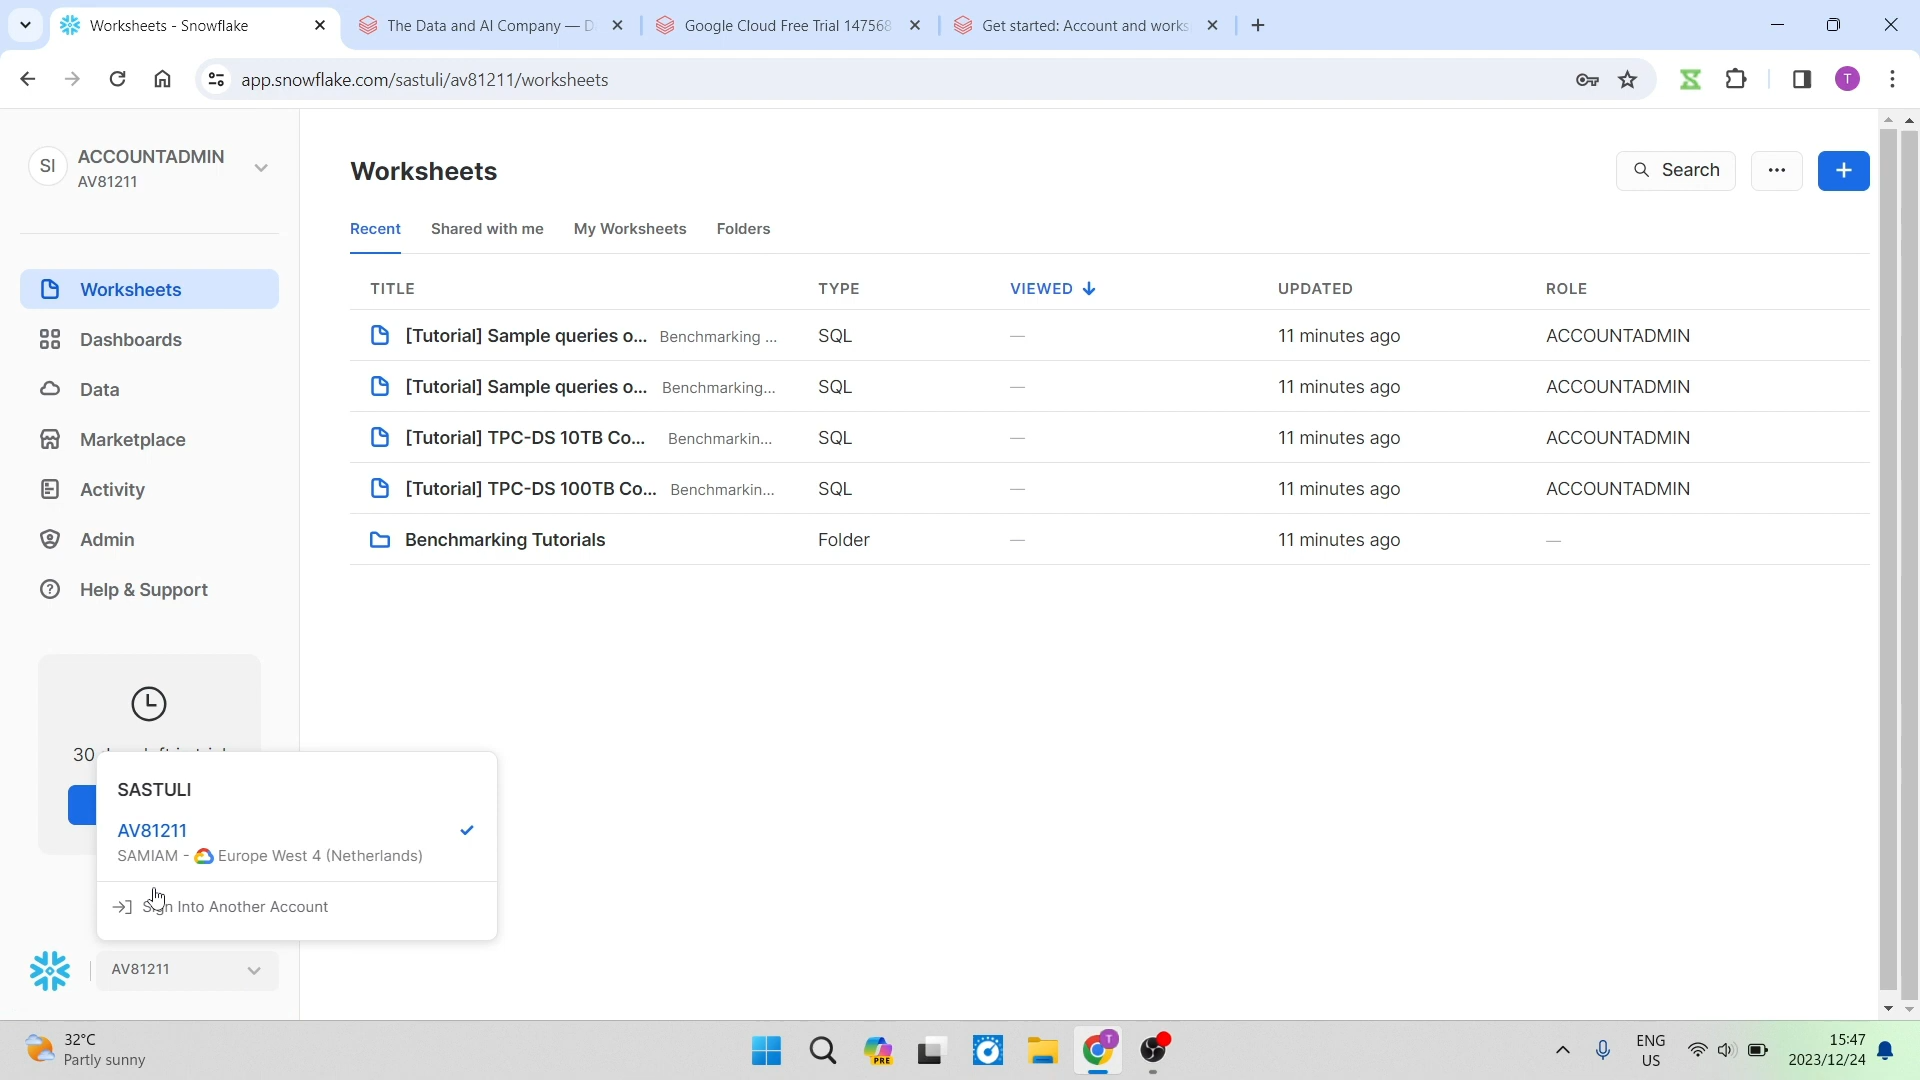 Worksheets - Snowflake
The Data and AI Company — D
Google Cloud Free Trial 147568
Get started: Account and works
app.snowflake.com/sastuli/av81211/worksheets
T
SI
ACCOUNTADMIN
AV81211
Worksheets
Dashboards
Data
Marketplace
Activity
Admin
Help & Support
30
SASTULI
AV81211
SAMIAM - Europe West 4 (Netherlands)
Sign Into Another Account
AV81211
Worksheets
Search
Recent Shared with me My Worksheets Folders
TITLE TYPE VIEWED UPDATED ROLE
[Tutorial] Sample queries o... Benchmarking ... SQL — 11 minutes ago ACCOUNTADMIN
[Tutorial] Sample queries o... Benchmarking... SQL — 11 minutes ago ACCOUNTADMIN
[Tutorial] TPC-DS 10TB Co... Benchmarkin... SQL — 11 minutes ago ACCOUNTADMIN
[Tutorial] TPC-DS 100TB Co... Benchmarkin... SQL — 11 minutes ago ACCOUNTADMIN
Benchmarking Tutorials Folder — 11 minutes ago —
32°C
Partly sunny
PRE
T
ENG
US
15:47
2023/12/24